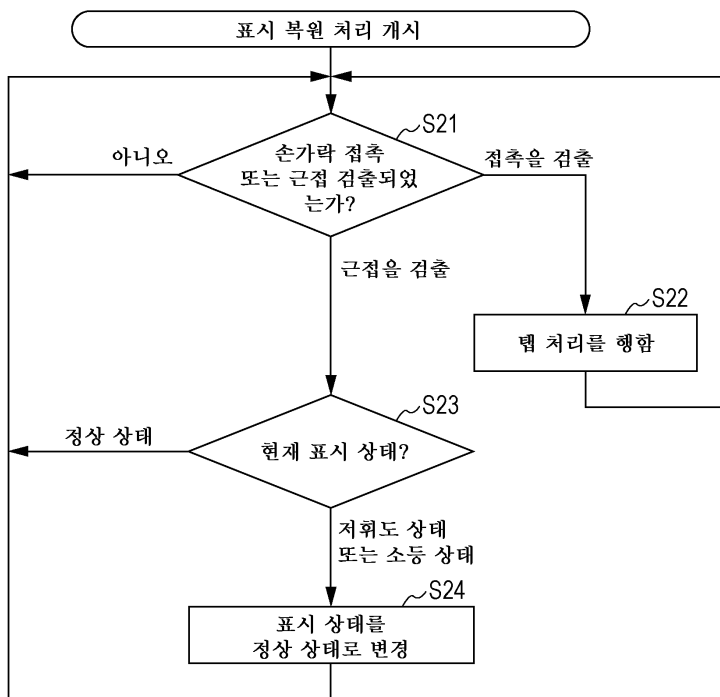 표시 복원 처리 개시
S21
아니오
손가락 접촉
또는 근접 검출되었
는가?
접촉을 검출
근접을 검출
S22
탭 처리를 행함
S23
정상 상태
현재 표시 상태?
저휘도 상태
또는 소등 상태
S24
표시 상태를
정상 상태로 변경